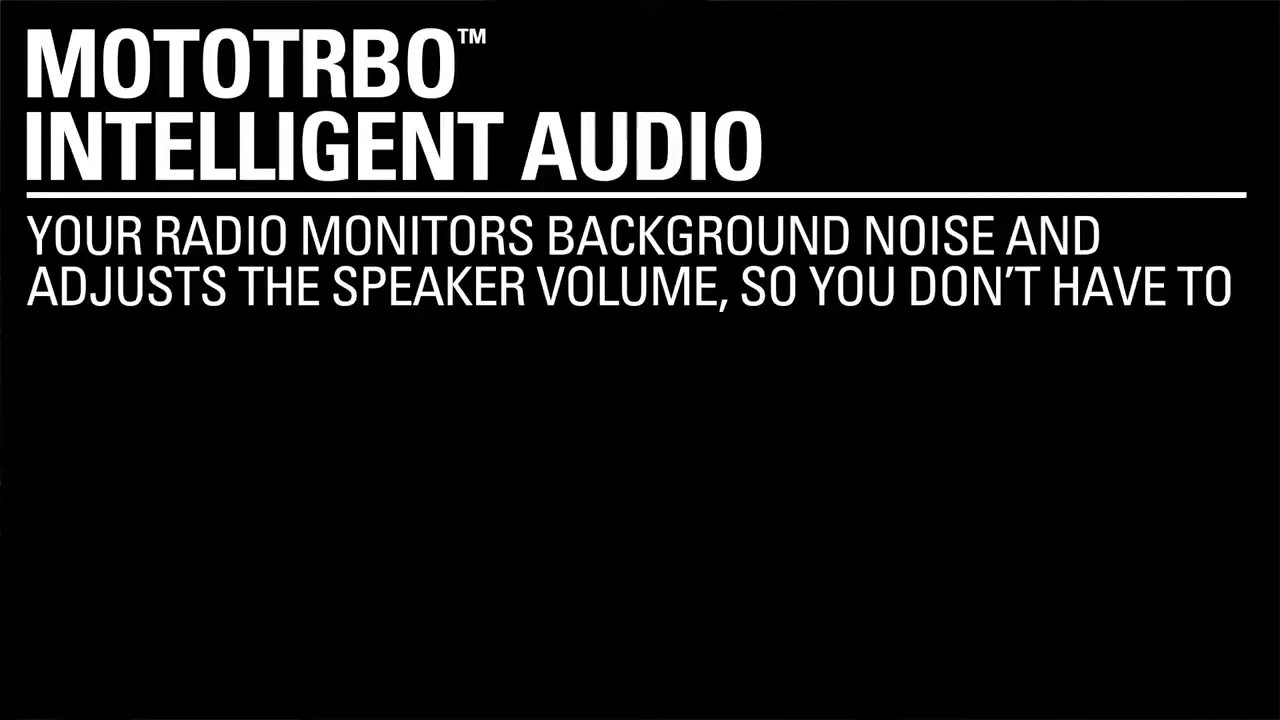 MOTOTRBO™
INTELLIGENT AUDIO
YOUR RADIO MONITORS BACKGROUND NOISE AND
ADJUSTS THE SPEAKER VOLUME, SO YOU DON’T HAVE TO